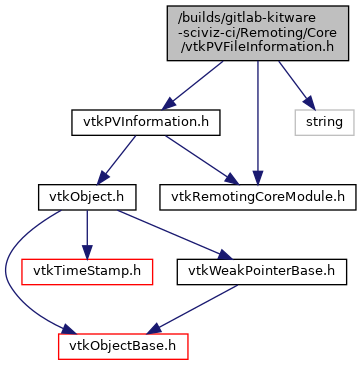 /builds/gitlab-kitware
-sciviz-ci/Remoting/Core
/vtkPVFileInformation.h
vtkPVInformation.h
string
vtkObject.h
vtkRemotingCoreModule.h
vtkTimeStamp.h
vtkWeakPointerBase.h
vtkObjectBase.h